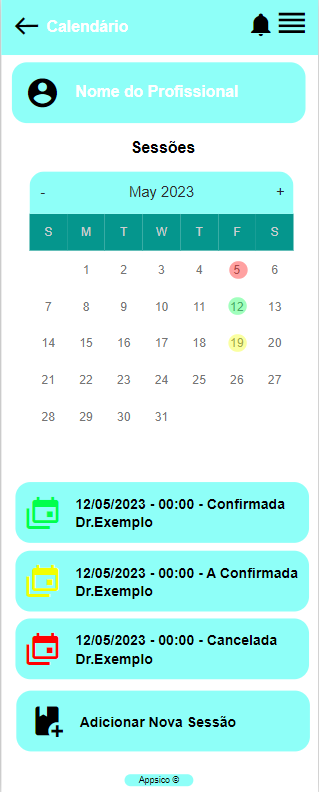 Calendário
Nome do Profissional
Sessões
- May 2023 +
S M T W T F S
1 2 3 4 5 6
7 8 9 10 11 12 13
14 15 16 17 18 19 20
21 22 23 24 25 26 27
28 29 30 31
12/05/2023 - 00:00 - Confirmada
Dr.Exemplo
12/05/2023 - 00:00 - A Confirmada
Dr.Exemplo
12/05/2023 - 00:00 - Cancelada
Dr.Exemplo
Adicionar Nova Sessão
Appsico ©